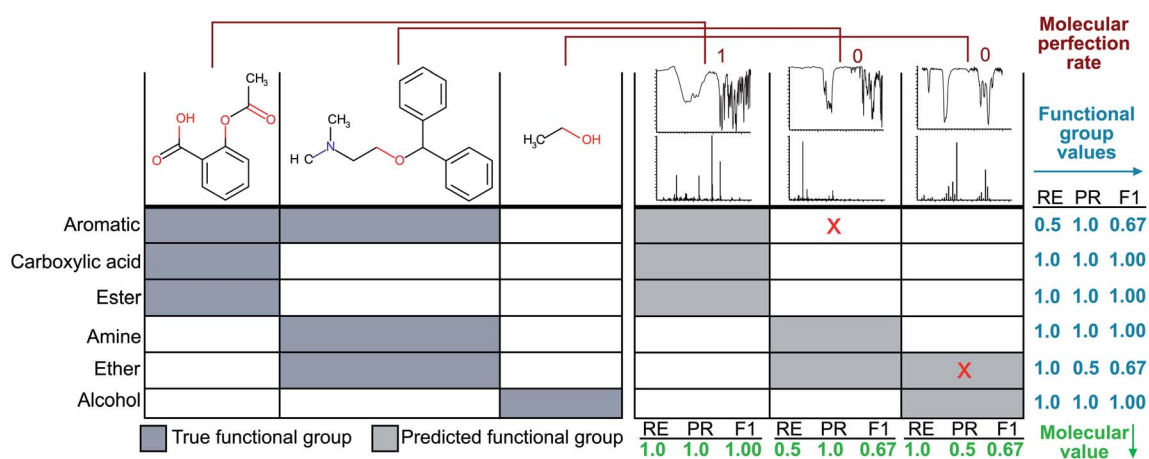 Molecular
perfection
rate
1
0
0
CH₃
OH
O
O
O
CH₃
N
H C
O
H₃C
OH
Functional
group
values
RE PR F1
Aromatic
X
0.5 1.0 0.67
Carboxylic acid
1.0 1.0 1.00
Ester
1.0 1.0 1.00
Amine
1.0 1.0 1.00
Ether
X
1.0 0.5 0.67
Alcohol
1.0 1.0 1.00
True functional group
Predicted functional group
RE PR F1
RE PR F1
RE PR F1
1.0 1.0 1.00
0.5 1.0 0.67
1.0 0.5 0.67
Molecular
value